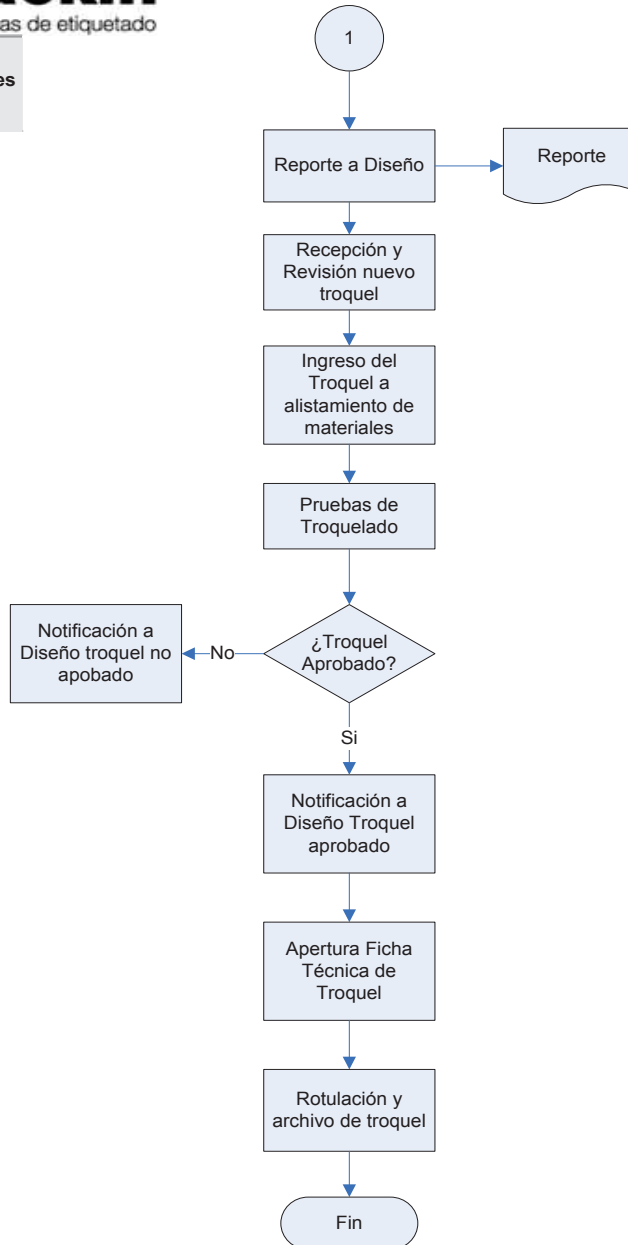 as de etiquetado
es
1
Reporte a Diseño
Reporte
Recepción y
Revisión nuevo
troquel
Ingreso del
Troquel a
alistamiento de
materiales
Pruebas de
Troquelado
¿Troquel
Aprobado?
No
Notificación a
Diseño troquel no
apobado
Si
Notificación a
Diseño Troquel
aprobado
Apertura Ficha
Técnica de
Troquel
Rotulación y
archivo de troquel
Fin